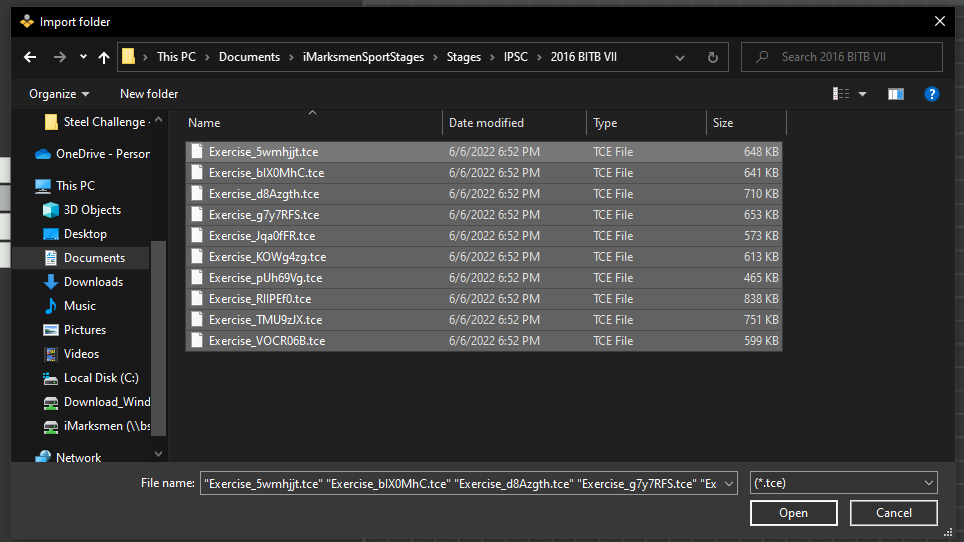 Import folder
This PC Documents iMarksmenSportStages Stages IPSC 2016 BITB VII Search 2016 BITB VII
Organize New folder
Steel Challenge -
OneDrive - Person
This PC
3D Objects
Desktop
Documents
Downloads
Music
Pictures
Videos
Local Disk (C:)
Download_Wind
iMarksmen (\\bs
Network
Name Date modified Type Size
Exercise_5wmhjjt.tce 6/6/2022 6:52 PM TCE File 648 KB
Exercise_blX0MhC.tce 6/6/2022 6:52 PM TCE File 641 KB
Exercise_d8Azgth.tce 6/6/2022 6:52 PM TCE File 710 KB
Exercise_g7y7RFS.tce 6/6/2022 6:52 PM TCE File 653 KB
Exercise_Jqa0fFR.tce 6/6/2022 6:52 PM TCE File 573 KB
Exercise_KOWg4zg.tce 6/6/2022 6:52 PM TCE File 613 KB
Exercise_pUh69Vg.tce 6/6/2022 6:52 PM TCE File 465 KB
Exercise_RIlPEf0.tce 6/6/2022 6:52 PM TCE File 838 KB
Exercise_TMU9zJX.tce 6/6/2022 6:52 PM TCE File 751 KB
Exercise_VOCR06B.tce 6/6/2022 6:52 PM TCE File 599 KB
File name: "Exercise_5wmhjjt.tce" "Exercise_blX0MhC.tce" "Exercise_d8Azgth.tce" "Exercise_g7y7RFS.tce" "Ex (*.tce)
Open Cancel